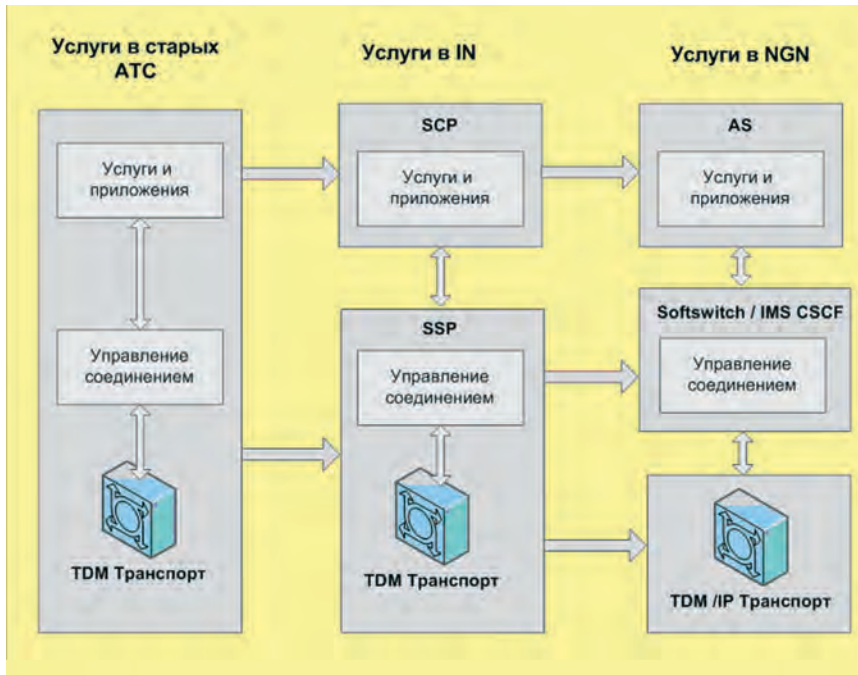 Услуги в старых
АТС
Услуги и
приложения
Управление
соединением
TDM Транспорт
Услуги в IN
SCP
Услуги и
приложения
SSP
Управление
соединением
TDM Транспорт
Услуги в NGN
AS
Услуги и
приложения
Softswitch / IMS CSCF
Управление
соединением
TDM /IP Транспорт